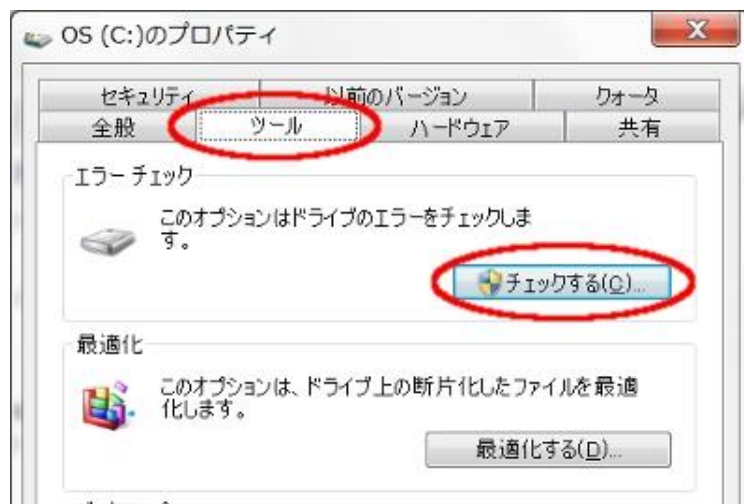 OS (C:)のプロパティ
セキュリティ 以前のバージョン クォータ
全般 ツール ハードウェア 共有
エラー チェック
このオプションはドライブのエラーをチェックしま
す。
チェックする(C)...
最適化
このオプションは、ドライブ上の断片化したファイルを最適
化します。
最適化する(D)...